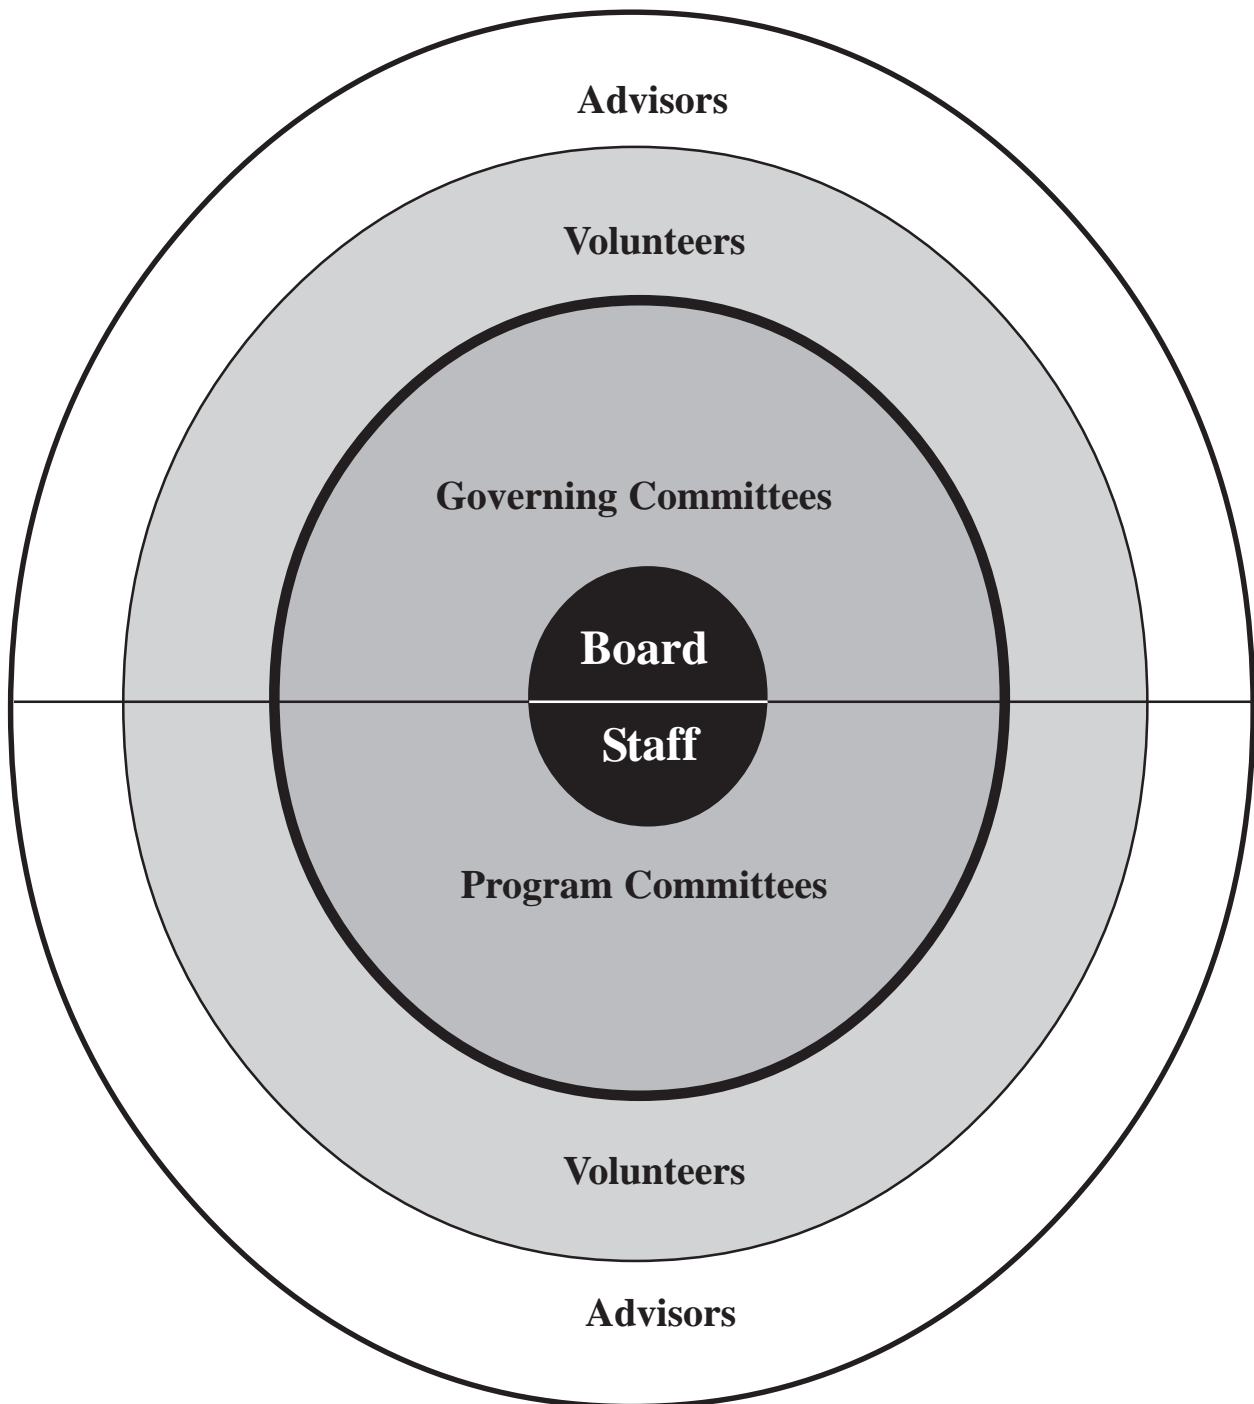 Advisors
Volunteers
Governing Committees
Board
Staff
Program Committees
Volunteers
Advisors